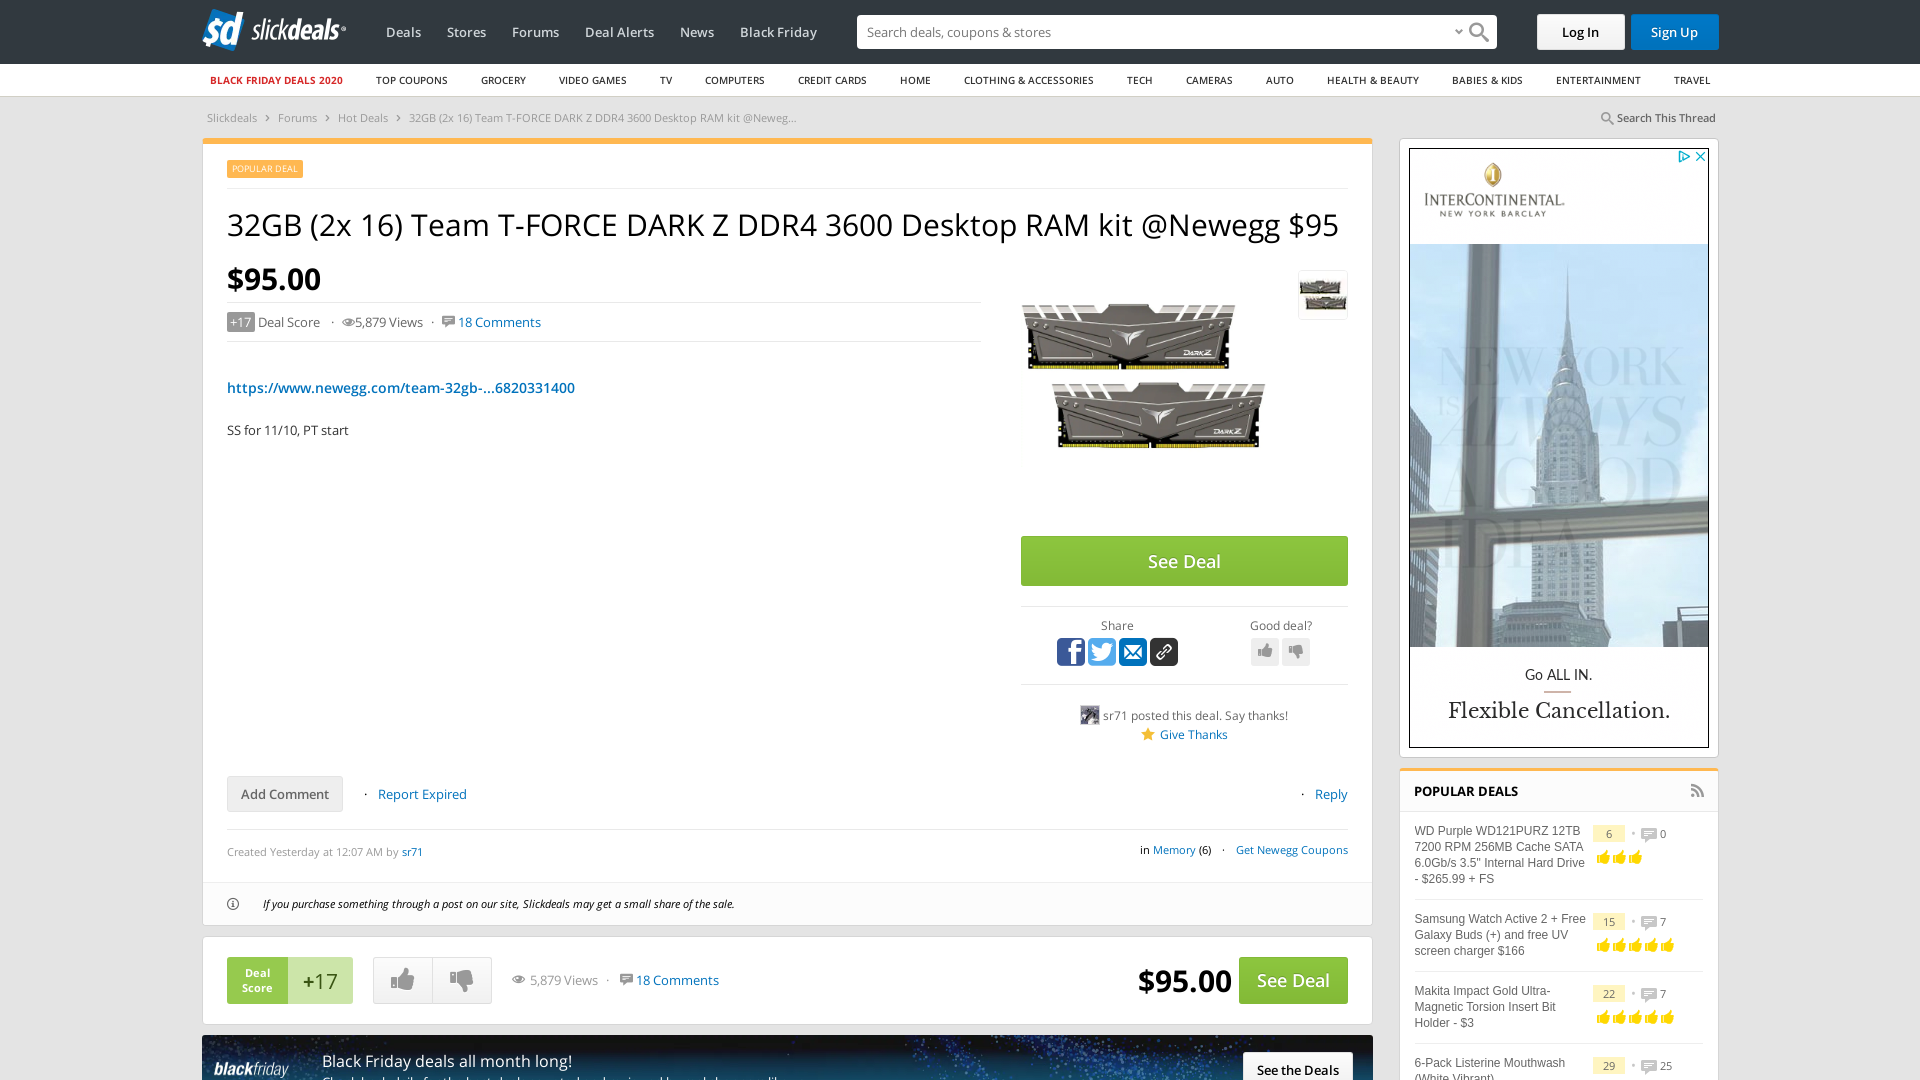 sd slickdeals®
Deals
Stores
Forums
Deal Alerts
News
Black Friday
Search deals, coupons & stores
Log In
Sign Up
BLACK FRIDAY DEALS 2020
TOP COUPONS
GROCERY
VIDEO GAMES
TV
COMPUTERS
CREDIT CARDS
HOME
CLOTHING & ACCESSORIES
TECH
CAMERAS
AUTO
HEALTH & BEAUTY
BABIES & KIDS
ENTERTAINMENT
TRAVEL
Slickdeals › Forums › Hot Deals › 32GB (2x 16) Team T-FORCE DARK Z DDR4 3600 Desktop RAM kit @Neweg...
Search This Thread
POPULAR DEAL
32GB (2x 16) Team T-FORCE DARK Z DDR4 3600 Desktop RAM kit @Newegg $95
$95.00
+17 Deal Score · 5,879 Views · 18 Comments
https://www.newegg.com/team-32gb-...6820331400
SS for 11/10, PT start
DARK Z
DARK Z
See Deal
Share
Good deal?
sr71 posted this deal. Say thanks!
Give Thanks
Add Comment
· Report Expired
· Reply
Created Yesterday at 12:07 AM by sr71
in Memory (6) · Get Newegg Coupons
If you purchase something through a post on our site, Slickdeals may get a small share of the sale.
Deal
Score
+17
5,879 Views · 18 Comments
$95.00
See Deal
blackfriday
Black Friday deals all month long!
See the Deals
INTERCONTINENTAL.
NEW YORK BARCLAY
NEW YORK
IS ALWAYS
A GOOD
IDEA
Go ALL IN.
Flexible Cancellation.
POPULAR DEALS
WD Purple WD121PURZ 12TB
7200 RPM 256MB Cache SATA
6.0Gb/s 3.5" Internal Hard Drive
- $265.99 + FS
6 • 0
Samsung Watch Active 2 + Free
Galaxy Buds (+) and free UV
screen charger $166
15 • 7
Makita Impact Gold Ultra-
Magnetic Torsion Insert Bit
Holder - $3
22 • 7
6-Pack Listerine Mouthwash
(White Vibrant)
29 • 25